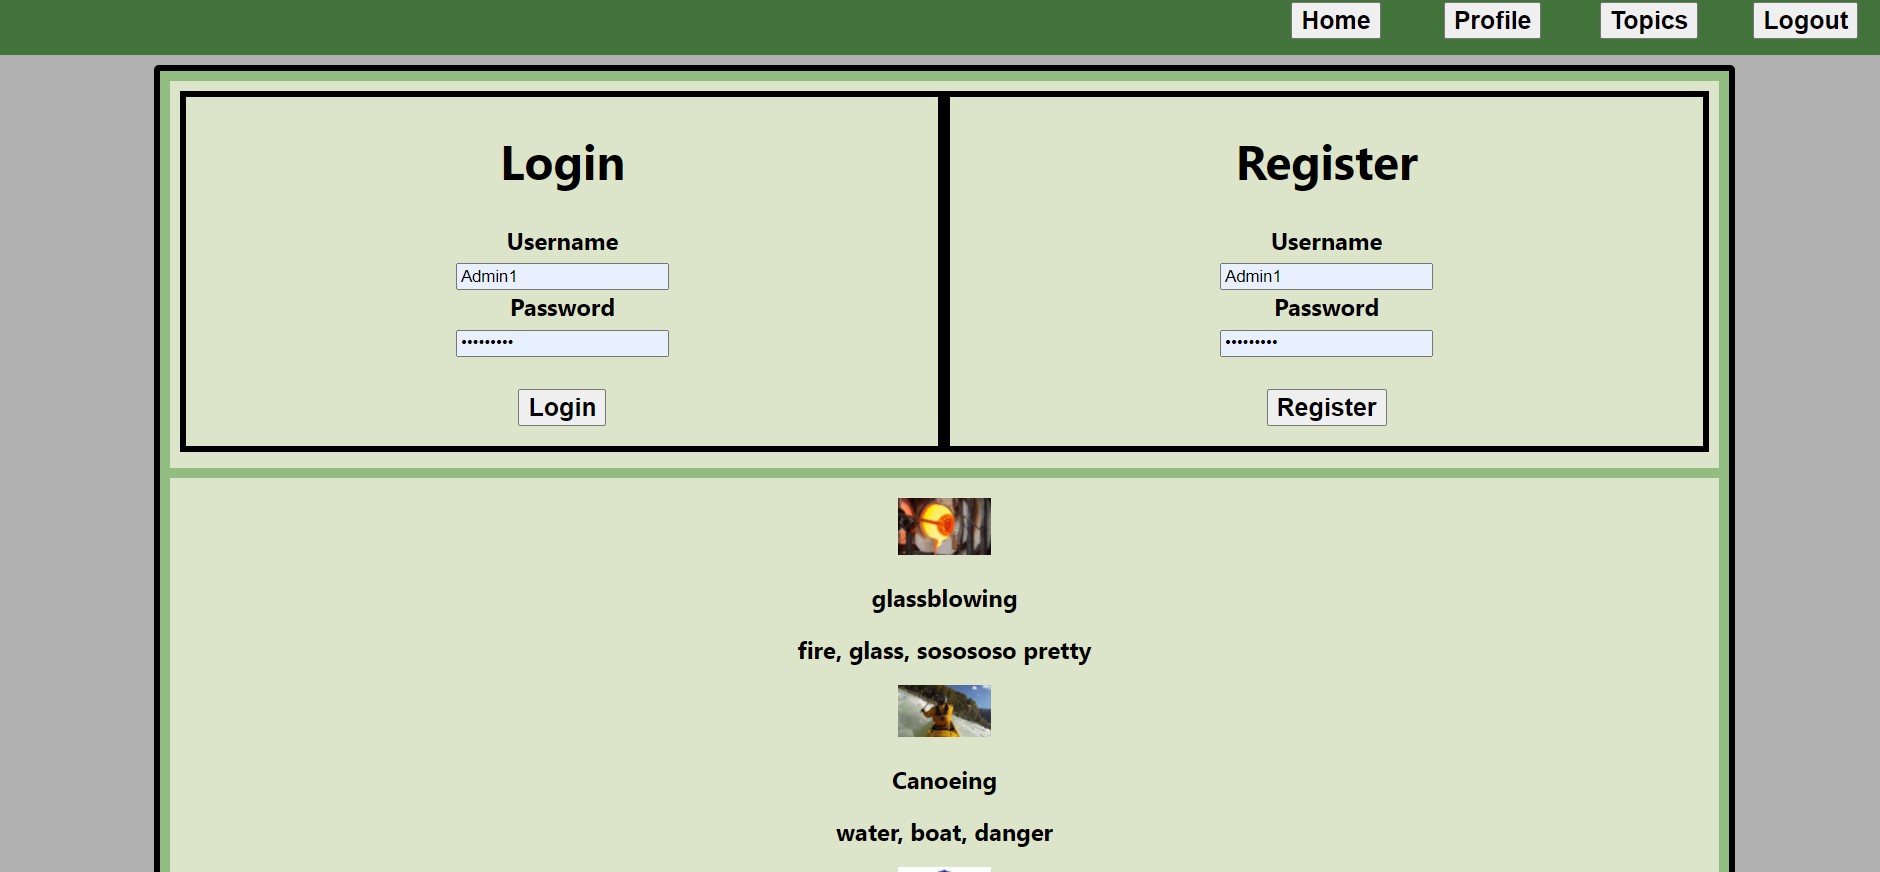 Home Profile Topics Logout
Login
Username
Admin1
Password
•••••••••
Login
Register
Username
Admin1
Password
•••••••••
Register
glassblowing
fire, glass, sosososo pretty
Canoeing
water, boat, danger